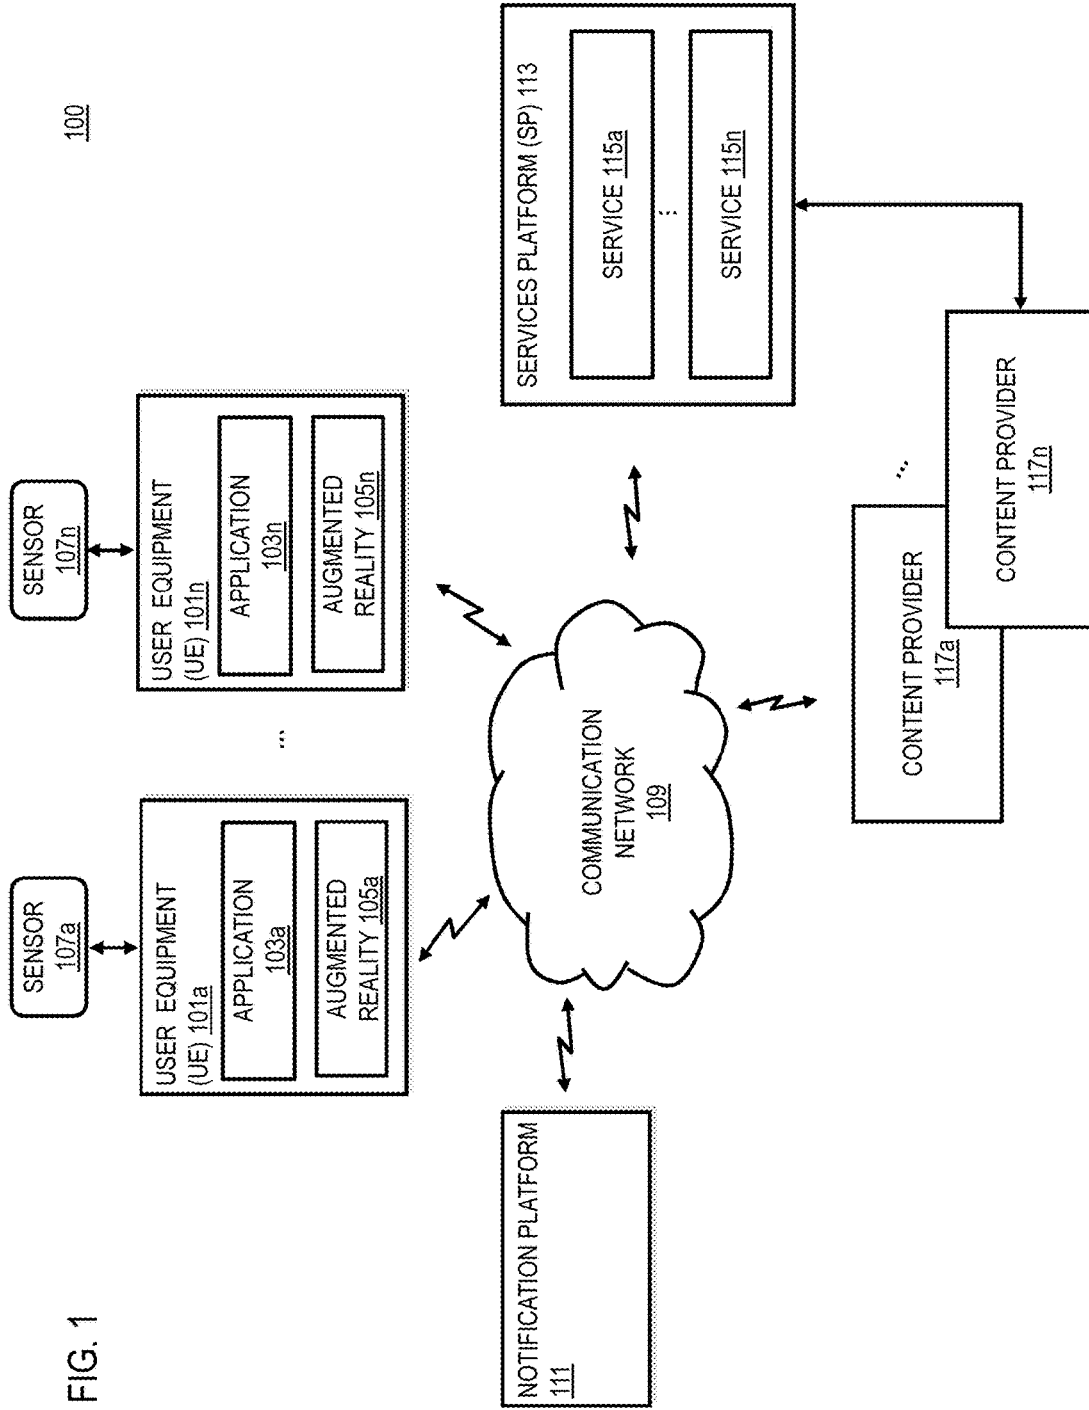 FIG. 1
100
SENSOR
107a
SENSOR
107n
USER EQUIPMENT
(UE) 101a
APPLICATION
103a
AUGMENTED
REALITY 105a
...
USER EQUIPMENT
(UE) 101n
APPLICATION
103n
AUGMENTED
REALITY 105n
NOTIFICATION PLATFORM
111
COMMUNICATION
NETWORK
109
SERVICES PLATFORM (SP) 113
SERVICE 115a
...
SERVICE 115n
CONTENT PROVIDER
117a
...
CONTENT PROVIDER
117n